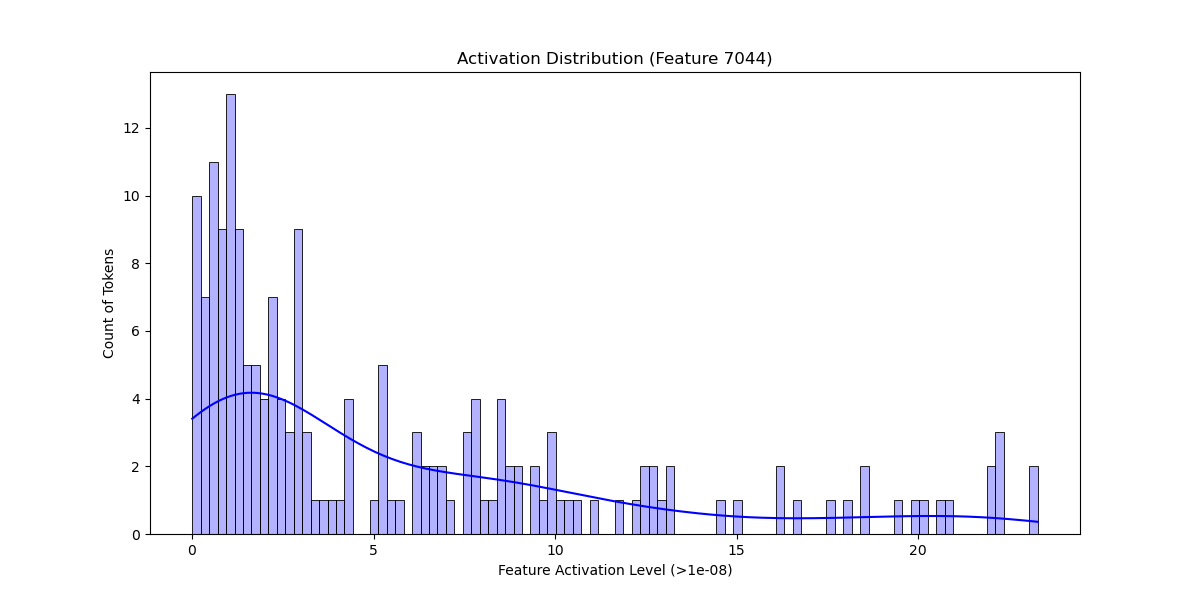 Activation Distribution (Feature 7044)
12
10
8
6
4
2
0
Count of Tokens
0 5 10 15 20
Feature Activation Level (>1e-08)